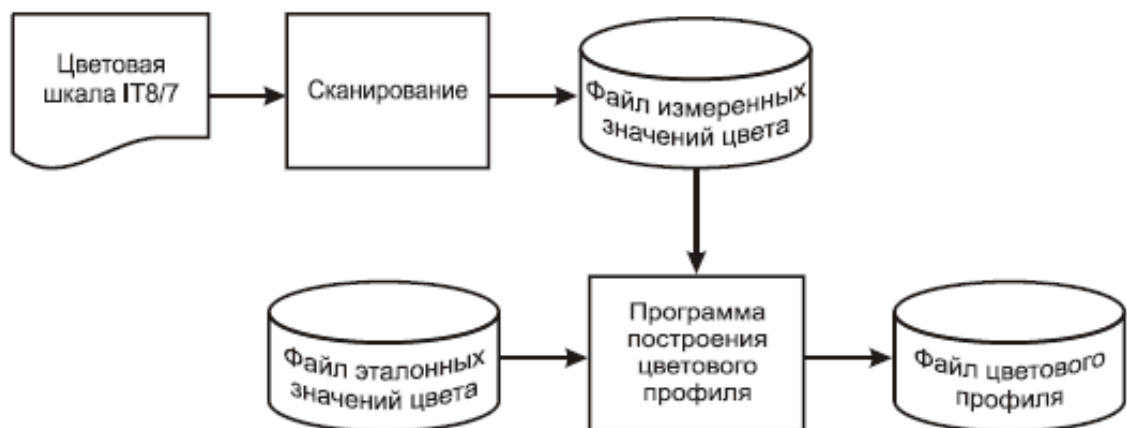 Цветовая
шкала IT8/7
Сканирование
Файл измеренных
значений цвета
Файл эталонных
значений цвета
Программа
построения
цветового
профиля
Файл цветового
профиля